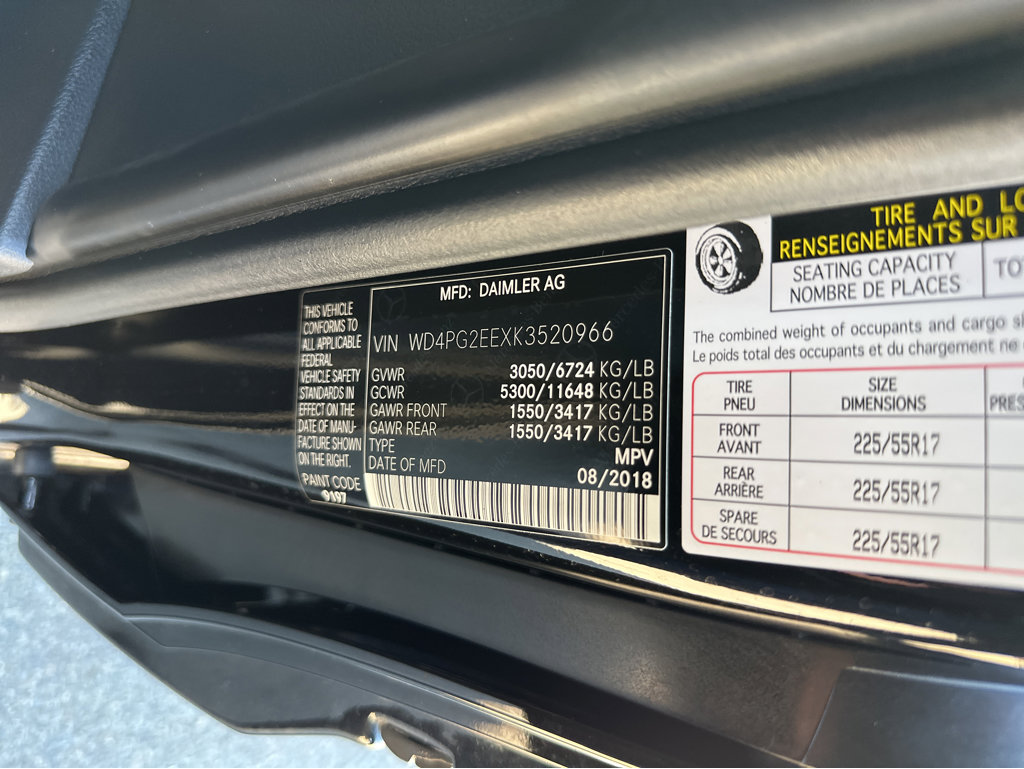 THIS VEHICLE
CONFORMS TO
ALL APPLICABLE
FEDERAL
VEHICLE SAFETY
STANDARDS IN
EFFECT ON THE
DATE OF MANU-
FACTURE SHOWN
ON THE RIGHT.
PAINT CODE
9197
MFD: DAIMLER AG
VIN WD4PG2EEXK3520966
GVWR 3050/6724 KG/LB
GCWR 5300/11648 KG/LB
GAWR FRONT 1550/3417 KG/LB
GAWR REAR 1550/3417 KG/LB
TYPE MPV
DATE OF MFD 08/2018
TIRE AND
RENSEIGNEMENTS SUR
SEATING CAPACITY
NOMBRE DE PLACES
The combined weight of occupants and cargo
Le poids total des occupants et du chargement ne
TIRE
PNEU
SIZE
DIMENSIONS
FRONT
AVANT
225/55R17
REAR
ARRIÈRE
225/55R17
SPARE
DE SECOURS
225/55R17